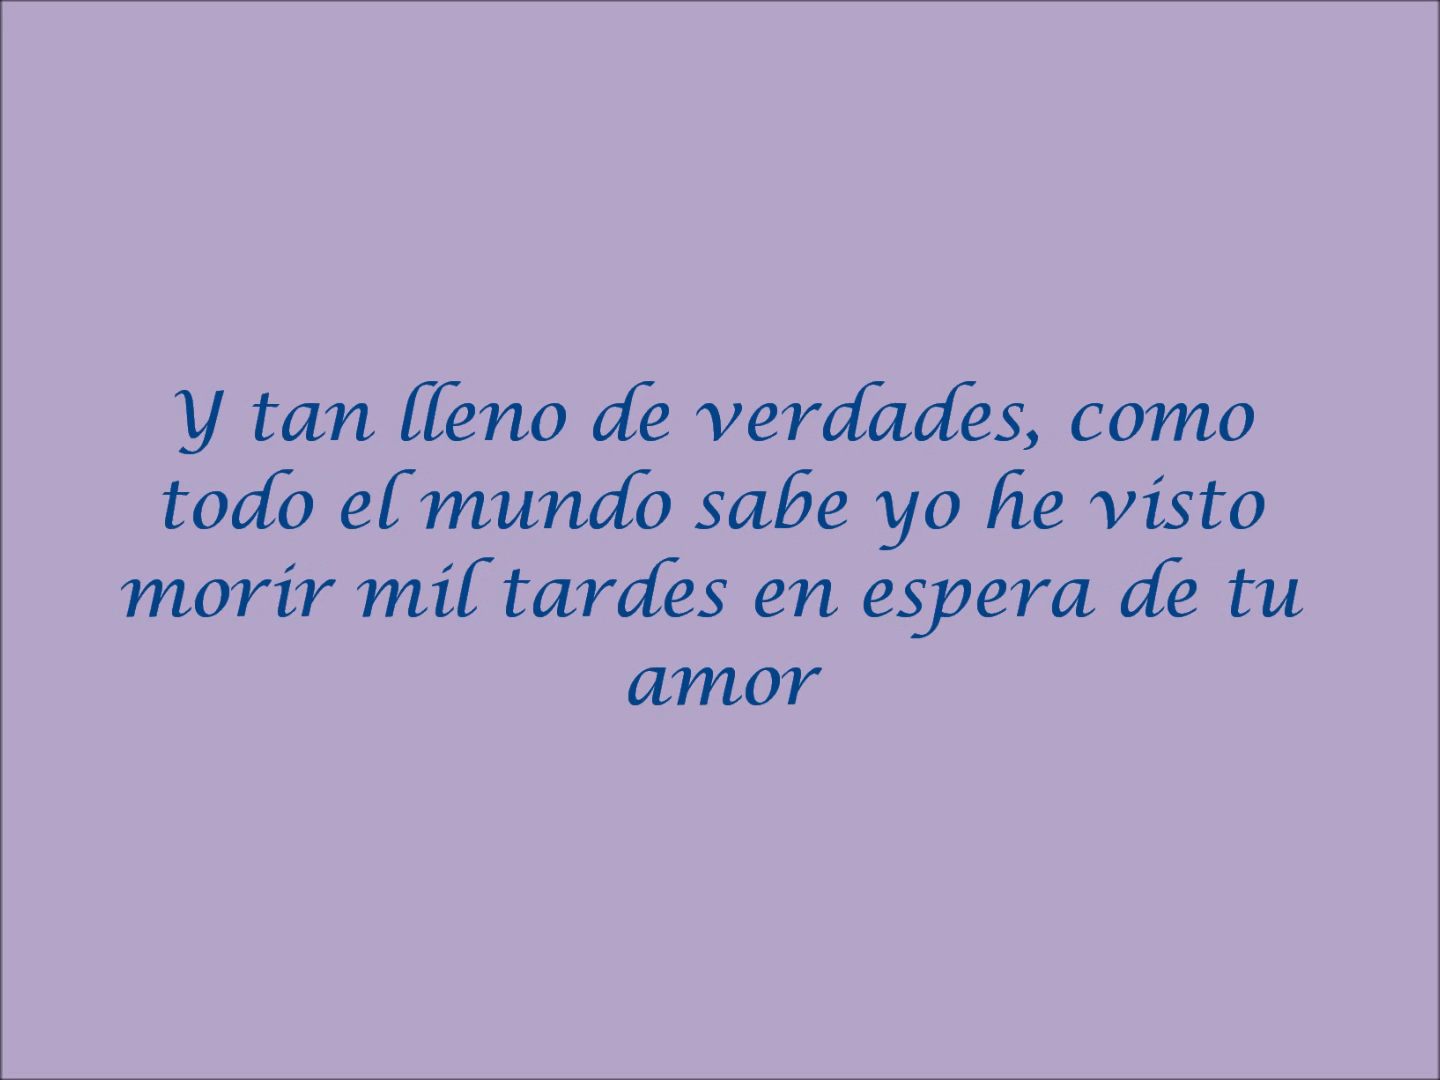 Y tan lleno de verdades, como
todo el mundo sabe yo he visto
morir mil tardes en espera de tu
amor